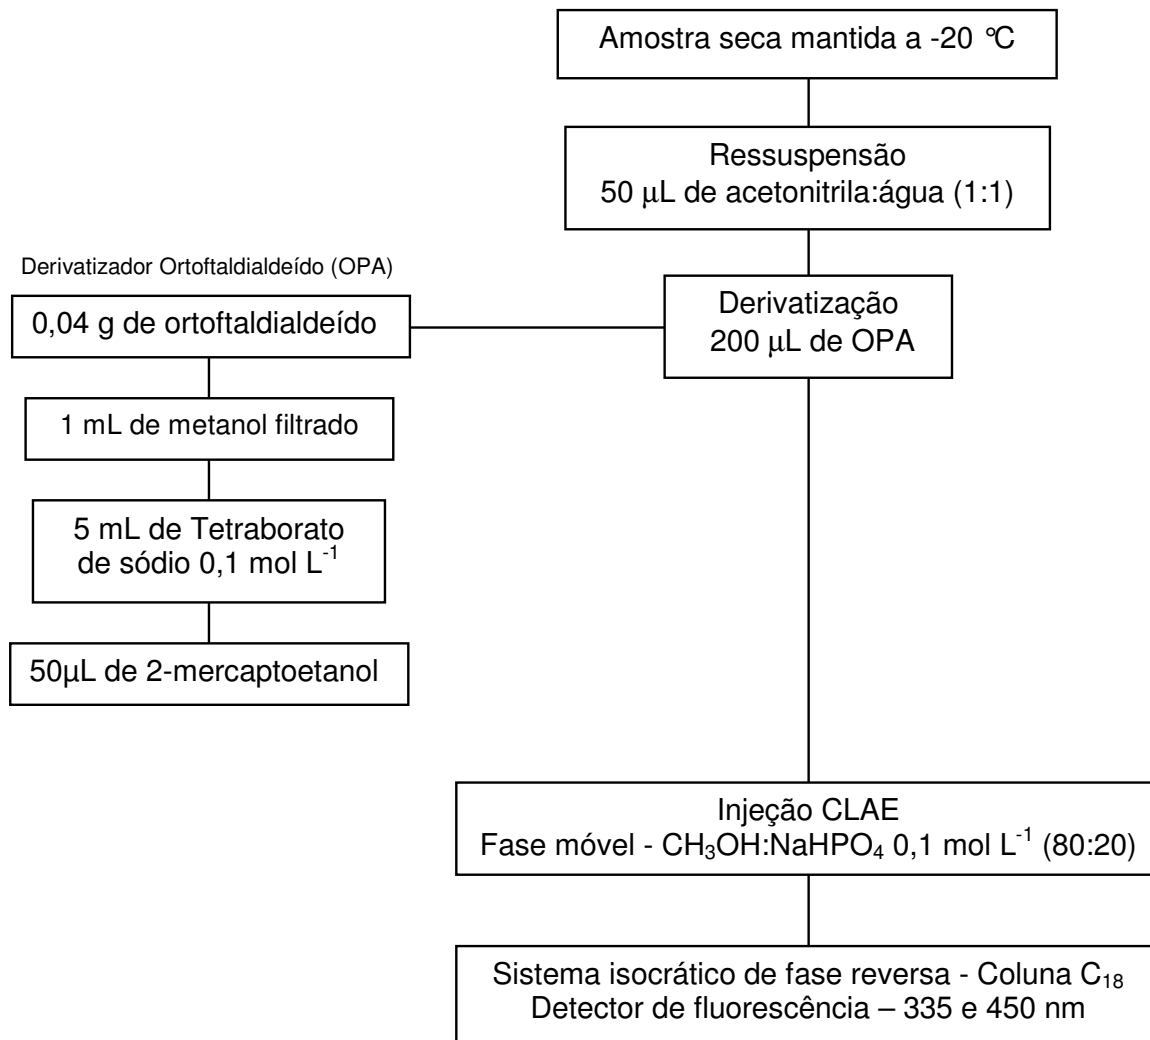 Amostra seca mantida a -20 °C
Ressuspensão
50 µL de acetonitrila:água (1:1)
Derivatizador Ortoftaldialdeído (OPA)
0,04 g de ortoftaldialdeído
Derivatização
200 µL de OPA
1 mL de metanol filtrado
5 mL de Tetraborato
de sódio 0,1 mol L⁻¹
50µL de 2-mercaptoetanol
Injeção CLAE
Fase móvel - CH₃OH:NaHPO₄ 0,1 mol L⁻¹ (80:20)
Sistema isocrático de fase reversa - Coluna C₁₈
Detector de fluorescência – 335 e 450 nm